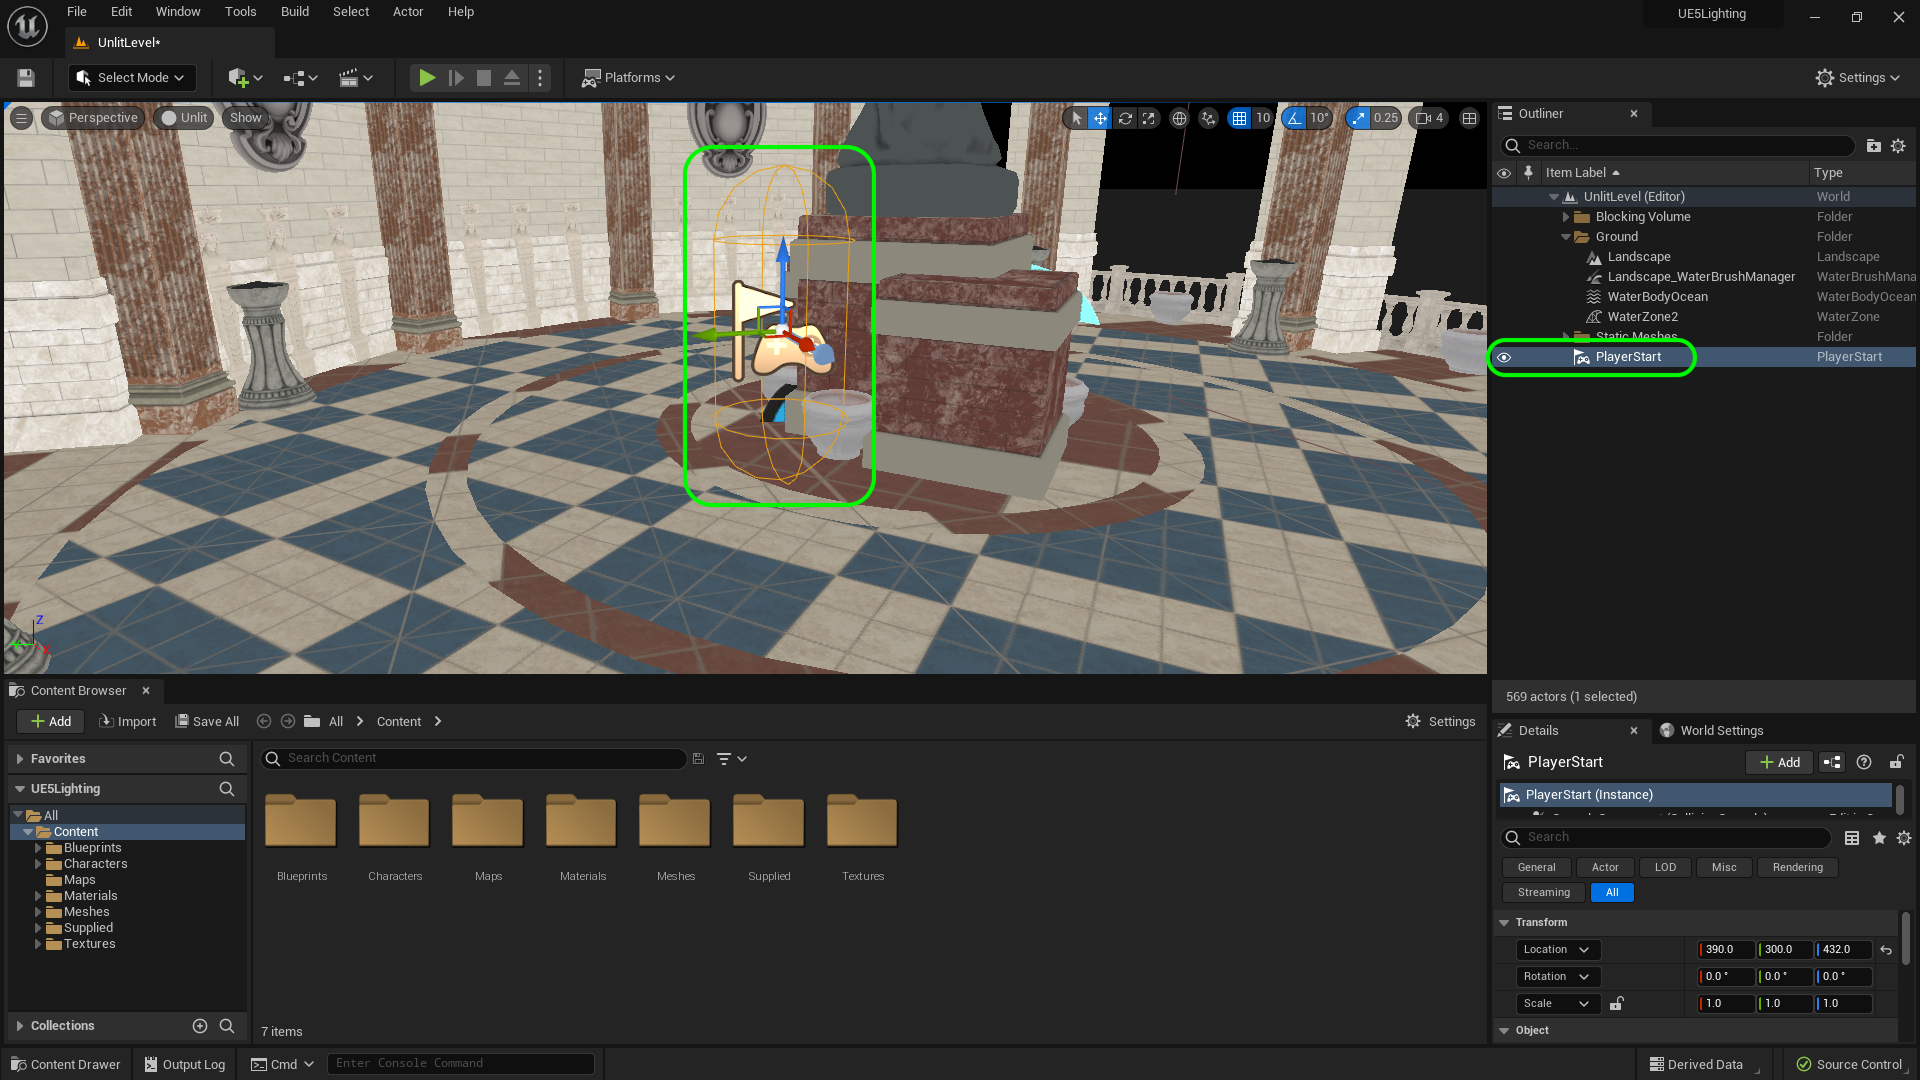 File Edit Window Tools Build Select Actor Help
UE5Lighting
UnlitLevel*
Select Mode
Platforms
Settings
Perspective
Unlit
Show
10
10°
0.25
4
Z
X
Outliner
Search...
Item Label
Type
UnlitLevel (Editor) World
Blocking Volume Folder
Ground Folder
Landscape Landscape
Landscape_WaterBrushManager WaterBrushMana
WaterBodyOcean WaterBodyOcean
WaterZone2 WaterZone
Static Meshes Folder
PlayerStart PlayerStart
569 actors (1 selected)
Content Browser
Add
Import
Save All
All
Content
Settings
Favorites
UE5Lighting
All
Content
Blueprints
Characters
Maps
Materials
Meshes
Supplied
Textures
Collections
Search Content
Blueprints
Characters
Maps
Materials
Meshes
Supplied
Textures
7 items
Details
World Settings
PlayerStart
Add
PlayerStart (Instance)
Search
General
Actor
LOD
Misc
Rendering
Streaming
All
Transform
Location 390.0 300.0 432.0
Rotation 0.0 ° 0.0 ° 0.0 °
Scale 1.0 1.0 1.0
Object
Content Drawer
Output Log
Cmd
Enter Console Command
Derived Data
Source Control